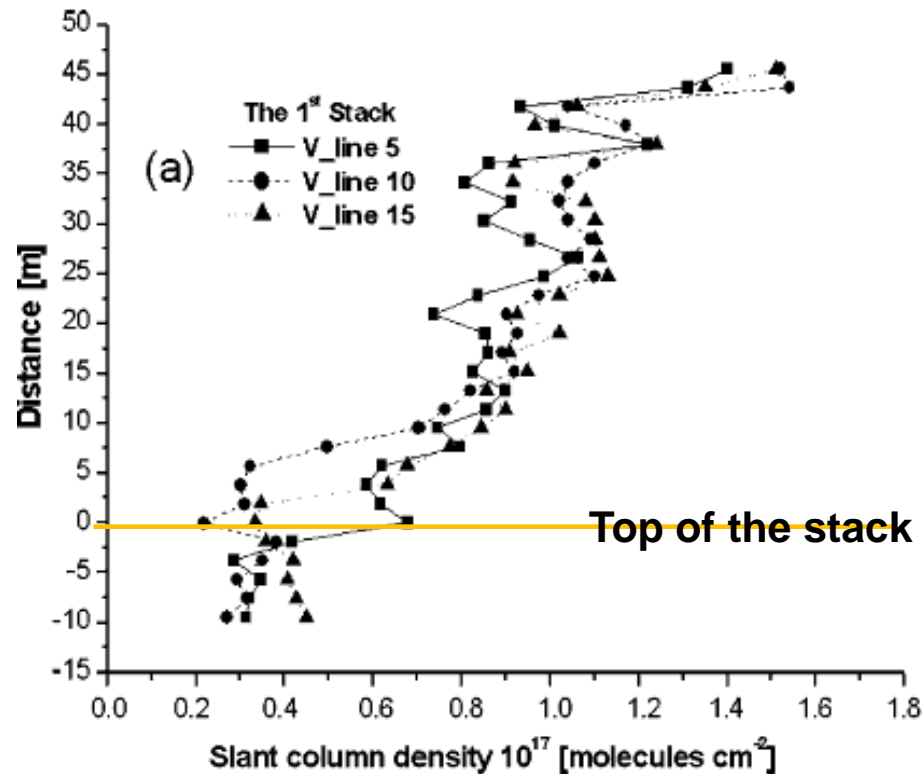 50
45
40
35
30
25
20
15
10
5
0
-5
-10
-15
Distance [m]
The 1st Stack
V_line 5
V_line 10
V_line 15
(a)
Top of the stack
0.0 0.2 0.4 0.6 0.8 1.0 1.2 1.4 1.6 1.8
Slant column density 10^17 [molecules cm^-2]